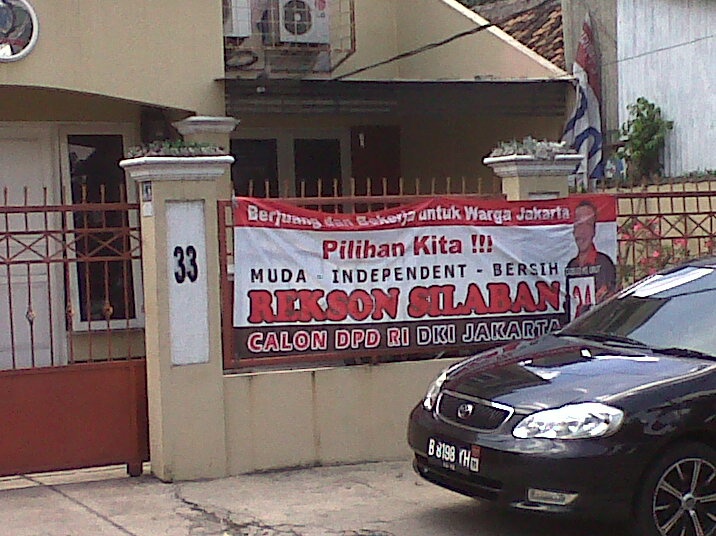 Berjuang dan Bekerja untuk Warga Jakarta
Pilihan Kita !!!
MUDA - INDEPENDENT - BERSIH
REKSON SILABAN
CALON DPD RI DKI JAKARTA
33
B 8198 YH